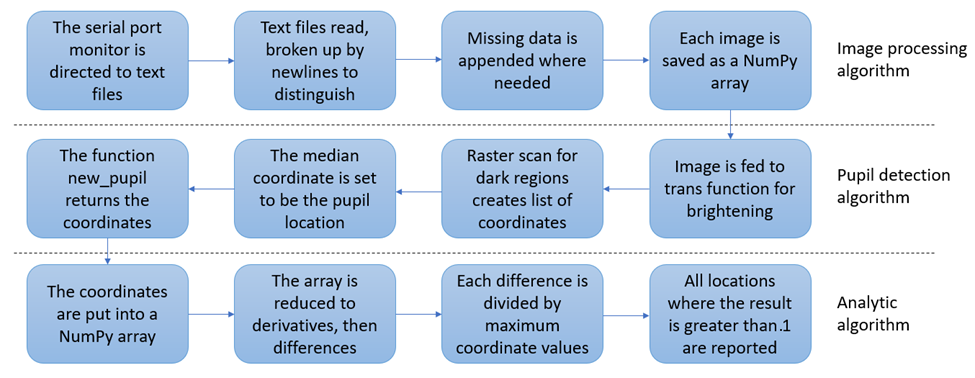 The serial port
monitor is
directed to text
files
Text files read,
broken up by
newlines to
distinguish
Missing data is
appended where
needed
Each image is
saved as a NumPy
array
Image processing
algorithm
The function
new_pupil
returns the
coordinates
The median
coordinate is set
to be the pupil
location
Raster scan for
dark regions
creates list of
coordinates
Image is fed to
trans function for
brightening
Pupil detection
algorithm
The coordinates
are put into a
NumPy array
The array is
reduced to
derivatives, then
differences
Each difference is
divided by
maximum
coordinate values
All locations
where the result
is greater than.1
are reported
Analytic
algorithm